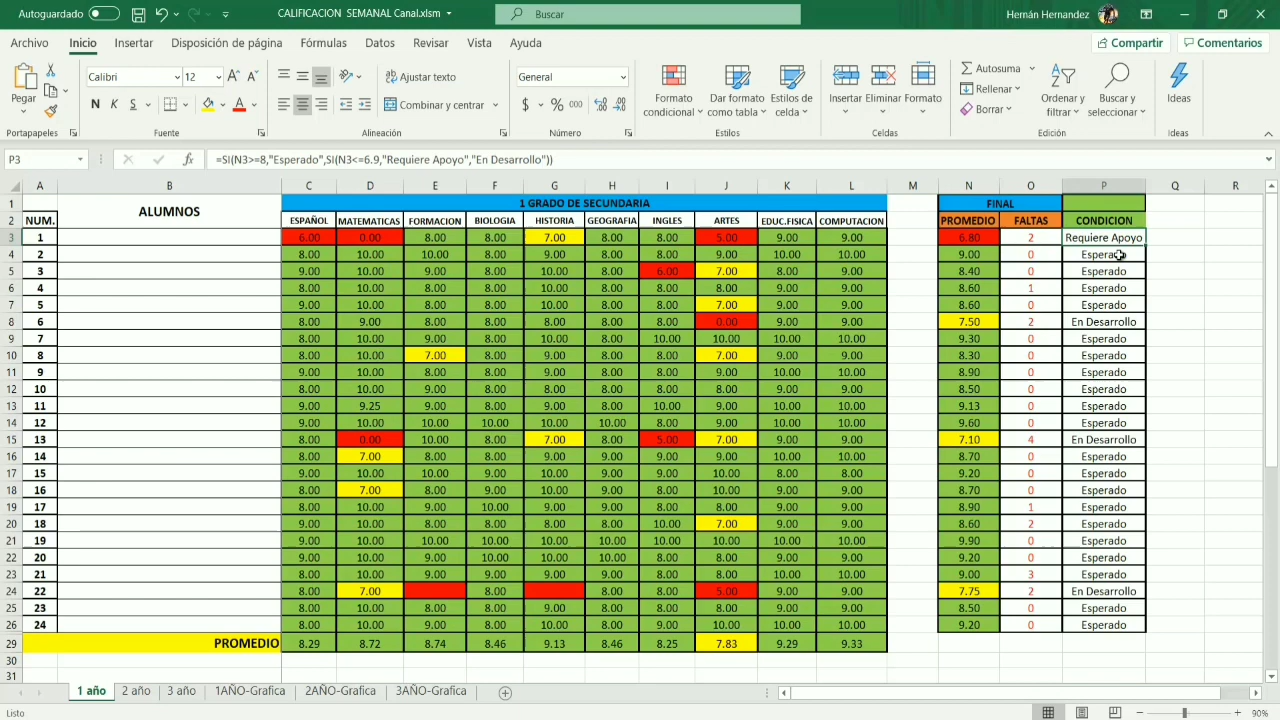 Autoguardado CALIFICACION SEMANAL Canal.xlsm Buscar Hernán Hernandez
Archivo Inicio Insertar Disposición de página Fórmulas Datos Revisar Vista Ayuda Compartir Comentarios
Pegar Calibri 12 Ajustar texto General Formato condicional Dar formato como tabla Estilos de celda Insertar Eliminar Formato Autosuma Ordenar y filtrar Buscar y seleccionar Ideas
N K S Combinar y centrar $ % 000 Rellenar
Borrar
Portapapeles Fuente Alineación Número Estilos Celdas Edición Ideas
P3 =SI(N3>=8,"Esperado",SI(N3<=6.9,"Requiere Apoyo","En Desarrollo"))
A B C D E F G H I J K L M N O P Q R
1 ALUMNOS 1 GRADO DE SECUNDARIA FINAL
2 NUM. ESPAÑOL MATEMATICAS FORMACION BIOLOGIA HISTORIA GEOGRAFIA INGLES ARTES EDUC.FISICA COMPUTACION PROMEDIO FALTAS CONDICION
3 1 6.00 0.00 8.00 8.00 7.00 8.00 8.00 5.00 9.00 9.00 6.80 2 Requiere Apoyo
4 2 8.00 10.00 10.00 8.00 8.00 8.00 8.00 9.00 10.00 10.00 9.00 0 Esperado
5 3 9.00 10.00 9.00 8.00 10.00 8.00 6.00 7.00 8.00 9.00 8.40 0 Esperado
6 4 8.00 10.00 8.00 8.00 10.00 8.00 8.00 8.00 9.00 9.00 8.60 1 Esperado
7 5 9.00 10.00 8.00 8.00 10.00 8.00 8.00 7.00 9.00 9.00 8.60 0 Esperado
8 6 8.00 9.00 8.00 8.00 8.00 8.00 8.00 0.00 9.00 9.00 7.50 2 En Desarrollo
9 7 8.00 10.00 9.00 8.00 10.00 8.00 10.00 10.00 10.00 10.00 9.30 0 Esperado
10 8 8.00 10.00 7.00 8.00 9.00 8.00 8.00 7.00 9.00 9.00 8.30 0 Esperado
11 9 9.00 10.00 8.00 8.00 9.00 8.00 8.00 9.00 10.00 10.00 8.90 0 Esperado
12 10 8.00 10.00 9.00 8.00 8.00 8.00 8.00 8.00 9.00 9.00 8.50 0 Esperado
13 11 9.00 9.25 9.00 8.00 9.00 8.00 10.00 9.00 10.00 10.00 9.13 0 Esperado
14 12 9.00 10.00 10.00 10.00 10.00 10.00 8.00 9.00 10.00 10.00 9.60 0 Esperado
15 13 8.00 0.00 10.00 8.00 7.00 8.00 5.00 7.00 9.00 9.00 7.10 4 En Desarrollo
16 14 8.00 7.00 8.00 9.00 9.00 9.00 9.00 10.00 9.00 9.00 8.70 0 Esperado
17 15 9.00 10.00 10.00 9.00 10.00 9.00 9.00 10.00 8.00 8.00 9.20 0 Esperado
18 16 8.00 7.00 8.00 9.00 10.00 9.00 8.00 10.00 9.00 9.00 8.70 0 Esperado
19 17 8.00 10.00 9.00 10.00 9.00 8.00 8.00 9.00 9.00 9.00 8.90 1 Esperado
20 18 9.00 10.00 8.00 8.00 8.00 8.00 10.00 7.00 9.00 9.00 8.60 2 Esperado
21 19 9.00 10.00 10.00 10.00 10.00 10.00 10.00 10.00 10.00 10.00 9.90 0 Esperado
22 20 9.00 10.00 9.00 10.00 10.00 8.00 8.00 8.00 10.00 10.00 9.20 0 Esperado
23 21 8.00 10.00 9.00 9.00 9.00 9.00 8.00 8.00 10.00 10.00 9.00 3 Esperado
24 22 8.00 7.00 8.00 8.00 5.00 9.00 9.00 7.75 2 En Desarrollo
25 23 8.00 10.00 8.00 8.00 9.00 8.00 8.00 8.00 9.00 9.00 8.50 0 Esperado
26 24 8.00 10.00 9.00 8.00 10.00 9.00 9.00 10.00 9.00 10.00 9.20 0 Esperado
29 PROMEDIO 8.29 8.72 8.74 8.46 9.13 8.46 8.25 7.83 9.29 9.33
30
31
1 año 2 año 3 año 1AÑO-Grafica 2AÑO-Grafica 3AÑO-Grafica
Listo 90%